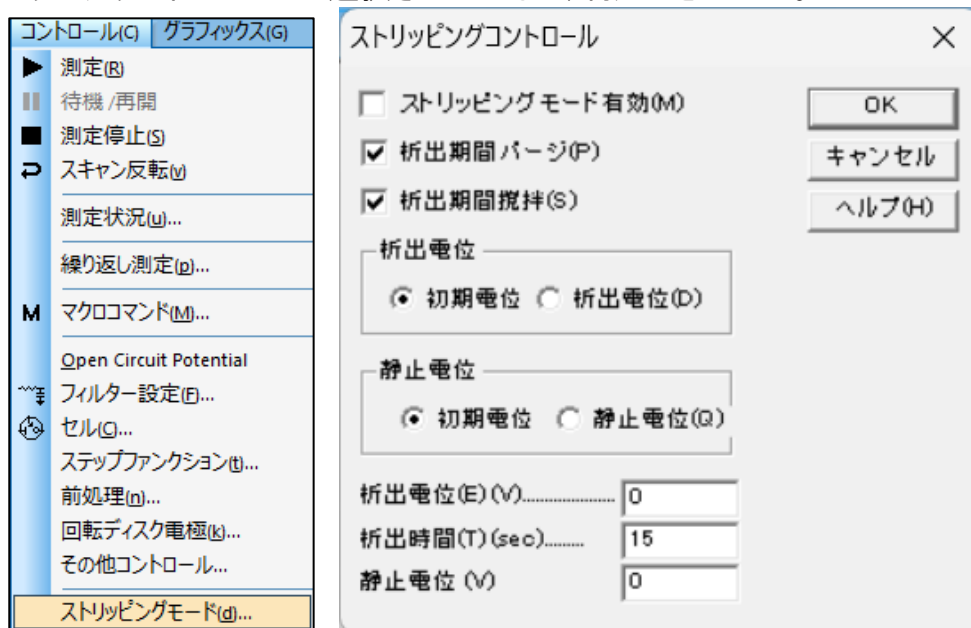 コントロール(C) グラフィックス(G)
測定(R)
待機 /再開
測定停止(S)
スキャン反転(v)
測定状況(u)...
繰り返し測定(p)...
M マクロコマンド(M)...
Open Circuit Potential
フィルター設定(F)...
セル(C)...
ステップファンクション(t)...
前処理(n)...
回転ディスク電極(k)...
その他コントロール...
ストリッピングモード(d)...
ストリッピングコントロール
ストリッピングモード有効(M)
析出期間パージ(P)
析出期間撹拌(S)
OK
キャンセル
ヘルプ(H)
析出電位
初期電位 析出電位(D)
静止電位
初期電位 静止電位(Q)
析出電位(E)(V)..................... 0
析出時間(T)(sec)......... 15
静止電位 (V) 0